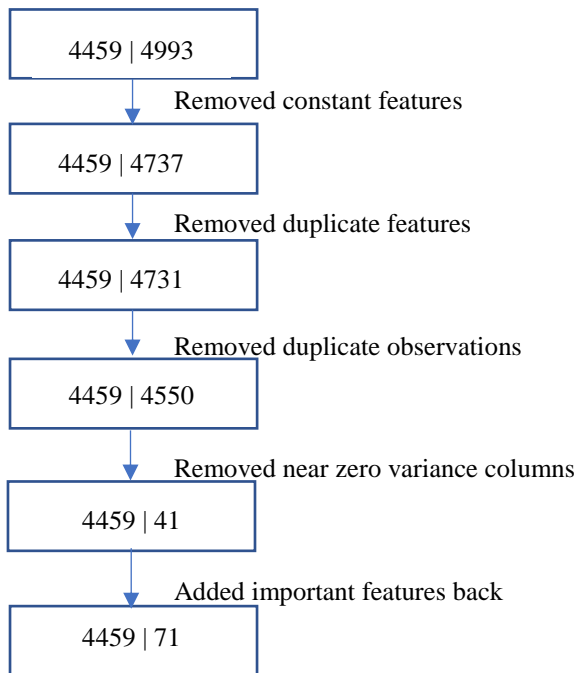 4459 | 4993
Removed constant features
4459 | 4737
Removed duplicate features
4459 | 4731
Removed duplicate observations
4459 | 4550
Removed near zero variance columns
4459 | 41
Added important features back
4459 | 71